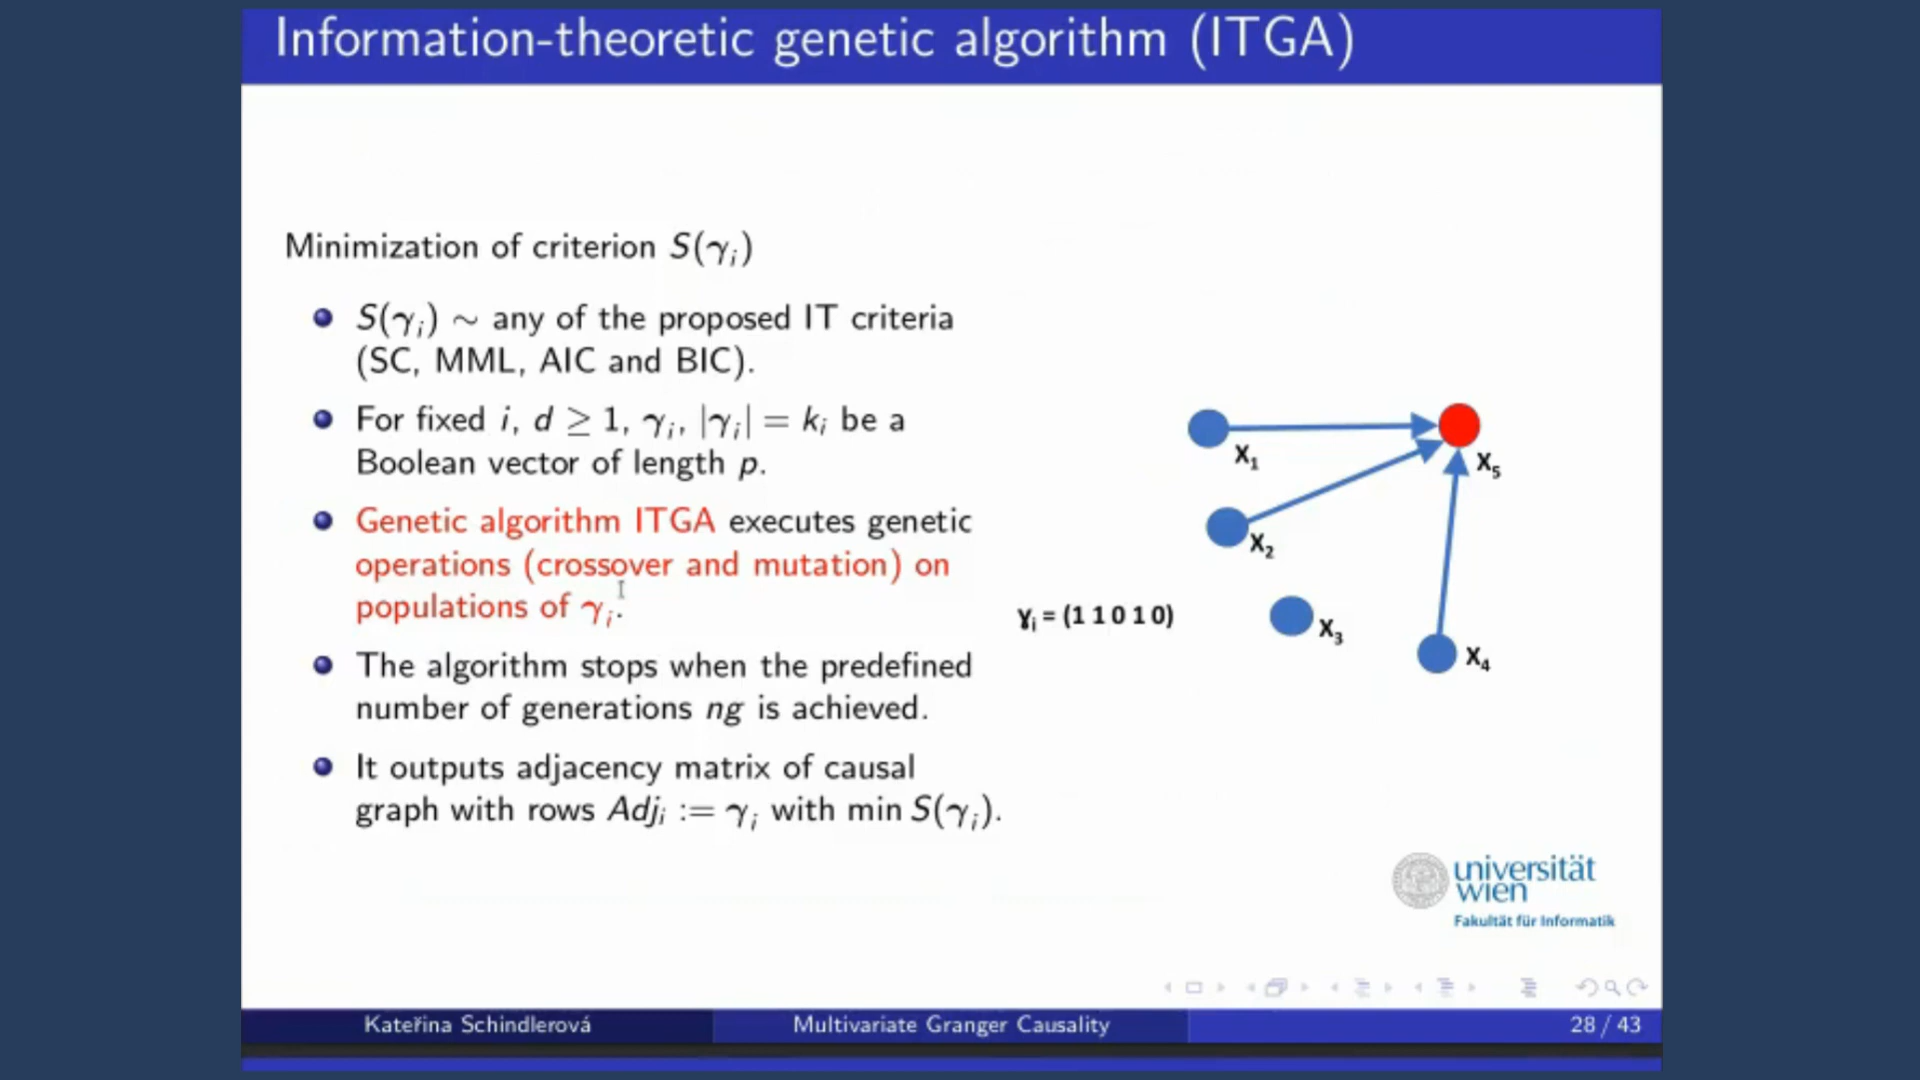 Information-theoretic genetic algorithm (ITGA)
Minimization of criterion S(γᵢ)
S(γᵢ) ∼ any of the proposed IT criteria
(SC, MML, AIC and BIC).
For fixed i, d ≥ 1, γᵢ, |γᵢ| = kᵢ be a
Boolean vector of length p.
Genetic algorithm ITGA executes genetic
operations (crossover and mutation) on
populations of γᵢ.
The algorithm stops when the predefined
number of generations ng is achieved.
It outputs adjacency matrix of causal
graph with rows Adjᵢ := γᵢ with min S(γᵢ).
X₁
X₅
X₂
γᵢ = (1 1 0 1 0)
X₃
X₄
universität
wien
Fakultät für Informatik
Kateřina Schindlerová
Multivariate Granger Causality
28 / 43